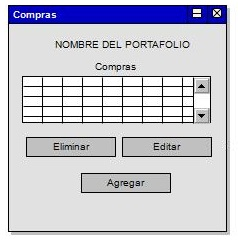 Compras
NOMBRE DEL PORTAFOLIO
Compras
Eliminar
Editar
Agregar